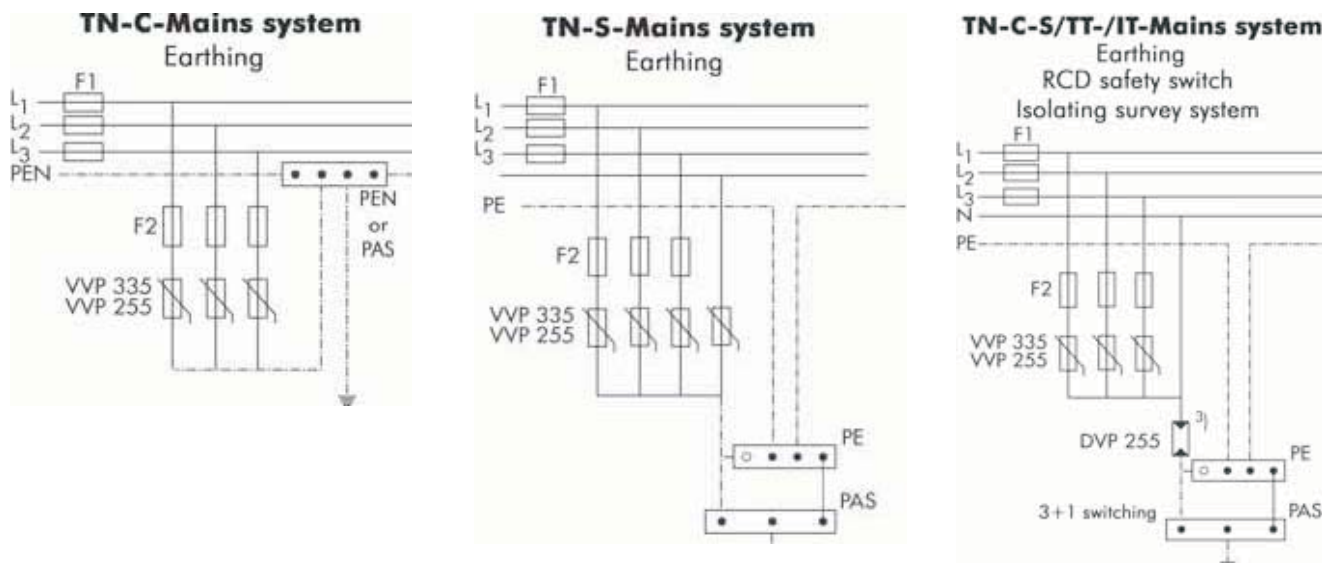 TN-C-Mains system
Earthing
F1
L1
L2
L3
PEN
PEN
or
PAS
F2
VVP 335
VVP 255
TN-S-Mains system
Earthing
F1
L1
L2
L3
PE
F2
VVP 335
VVP 255
PE
PAS
TN-C-S/TT-/IT-Mains system
Earthing
RCD safety switch
Isolating survey system
F1
L1
L2
L3
N
PE
F2
VVP 335
VVP 255
3)
DVP 255
PE
3+1 switching
PAS